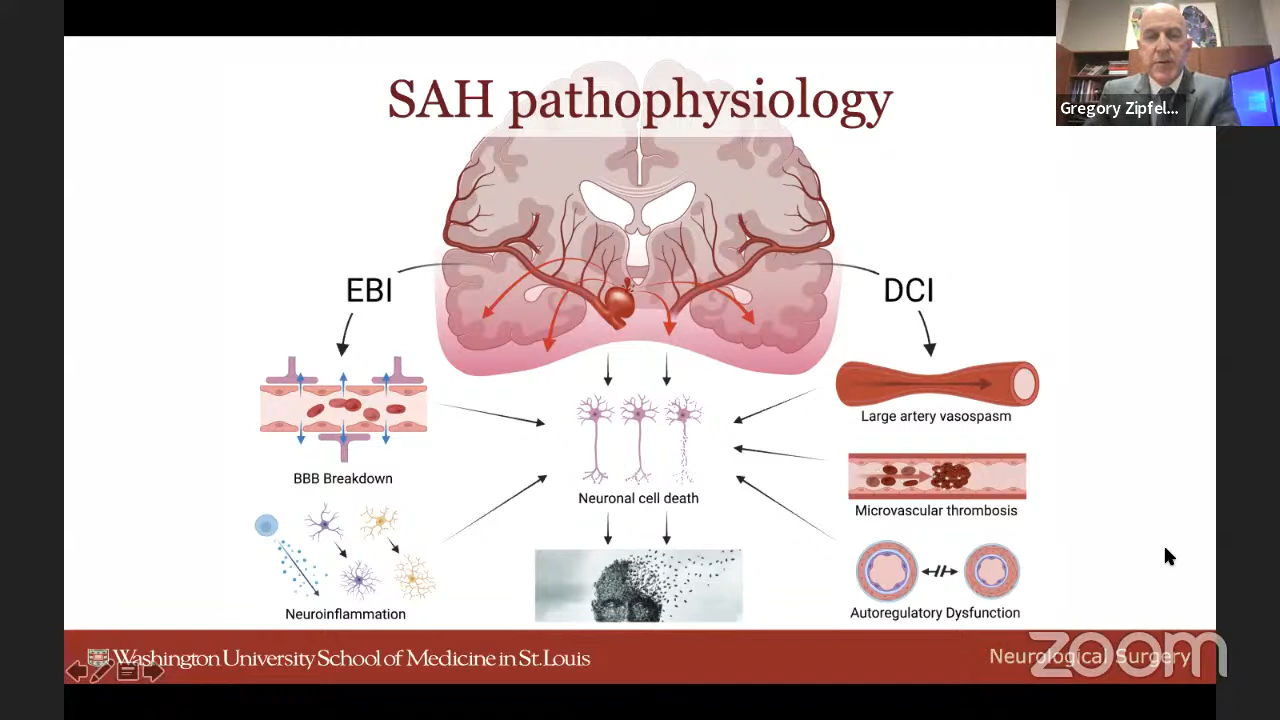 SAH pathophysiology
Gregory Zipfel...
EBI
DCI
Large artery vasospasm
BBB Breakdown
Neuronal cell death
Microvascular thrombosis
Neuroinflammation
Autoregulatory Dysfunction
Washington University School of Medicine in St. Louis
Neurological Surgery
zoom